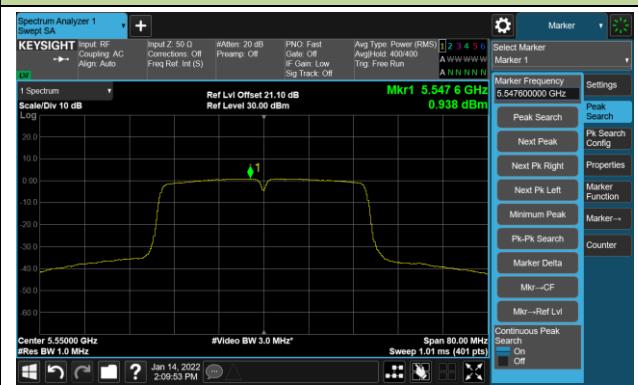 Spectrum Analyzer 1
Swept SA
Marker
KEYSIGHT
Input: RF
Coupling: AC
Align: Auto
Input Z: 50 Ω
Corrections: Off
Freq Ref: Int (S)
#Atten: 20 dB
Preamp: Off
PNO: Fast
Gate: Off
IF Gain: Low
Sig Track: Off
Avg Type: Power (RMS)
Avg|Hold: 400/400
Trig: Free Run
1 2 3 4 5 6
A W W W W W
A N N N N N
Select Marker
Marker 1
1 Spectrum
Scale/Div 10 dB
Log
Ref Lvl Offset 21.10 dB
Ref Level 30.00 dBm
Mkr1 5.547 6 GHz
0.938 dBm
20.0
10.0
0.00
-10.0
-20.0
-30.0
-40.0
-50.0
-60.0
1
Center 5.55000 GHz
#Res BW 1.0 MHz
#Video BW 3.0 MHz*
Span 80.00 MHz
Sweep 1.01 ms (401 pts)
Marker Frequency
5.547600000 GHz
Peak Search
Next Peak
Next Pk Right
Next Pk Left
Minimum Peak
Pk-Pk Search
Marker Delta
Mkr→CF
Mkr→Ref Lvl
Continuous Peak
Search
On
Off
Settings
Peak
Search
Pk Search
Config
Properties
Marker
Function
Marker→
Counter
Jan 14, 2022
2:09:53 PM